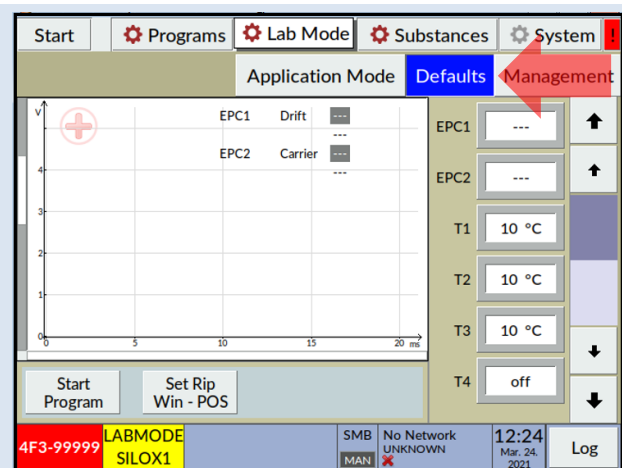 Start Programs Lab Mode Substances System !
Application Mode Defaults Management
V
EPC1 Drift ---
---
EPC2 Carrier ---
---
4
3
2
1
0
0 5 10 15 20 ms
EPC1 ---
EPC2 ---
T1 10 °C
T2 10 °C
T3 10 °C
T4 off
Start Program
Set Rip Win - POS
4F3-99999
LABMODE
SILOX1
SMB
MAN
No Network
UNKNOWN
12:24
Mar. 24.
2021
Log